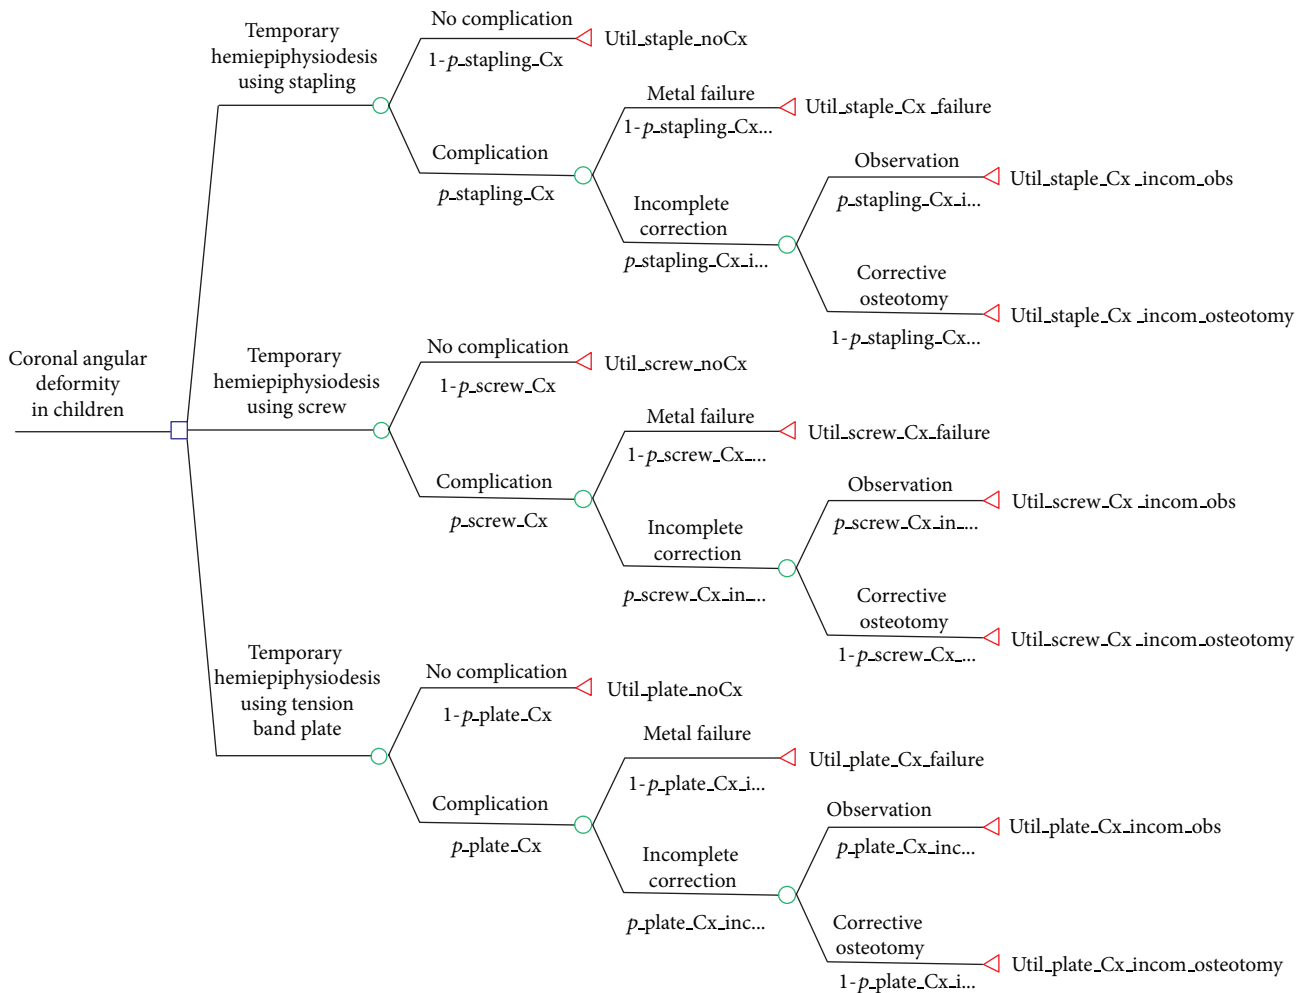 Coronal angular
deformity
in children
Temporary
hemiepiphysiodesis
using stapling
No complication
1-p_stapling_Cx
Util_staple_noCx
Complication
p_stapling_Cx
Metal failure
1-p_stapling_Cx...
Util_staple_Cx_failure
Incomplete
correction
p_stapling_Cx_i...
Observation
p_stapling_Cx_i...
Util_staple_Cx_incom_obs
Corrective
osteotomy
1-p_stapling_Cx...
Util_staple_Cx_incom_osteotomy
Temporary
hemiepiphysiodesis
using screw
No complication
1-p_screw_Cx
Util_screw_noCx
Complication
p_screw_Cx
Metal failure
1-p_screw_Cx_...
Util_screw_Cx_failure
Incomplete
correction
p_screw_Cx_in_...
Observation
p_screw_Cx_in_...
Util_screw_Cx_incom_obs
Corrective
osteotomy
1-p_screw_Cx_...
Util_screw_Cx_incom_osteotomy
Temporary
hemiepiphysiodesis
using tension
band plate
No complication
1-p_plate_Cx
Util_plate_noCx
Complication
p_plate_Cx
Metal failure
1-p_plate_Cx_i...
Util_plate_Cx_failure
Incomplete
correction
p_plate_Cx_inc...
Observation
p_plate_Cx_inc...
Util_plate_Cx_incom_obs
Corrective
osteotomy
1-p_plate_Cx_i...
Util_plate_Cx_incom_osteotomy